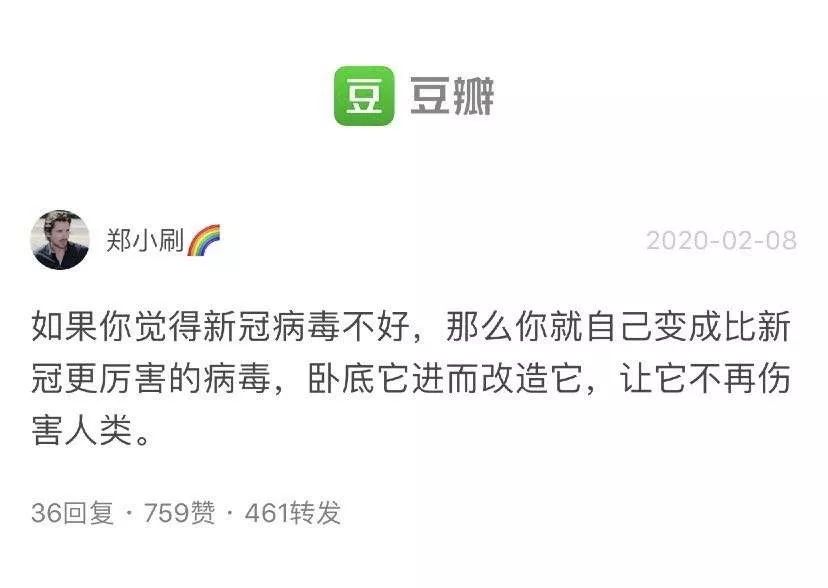 豆 豆瓣
郑小刷🌈 2020-02-08
如果你觉得新冠病毒不好，那么你就自己变成比新
冠更厉害的病毒，卧底它进而改造它，让它不再伤
害人类。
36回复 · 759赞 · 461转发